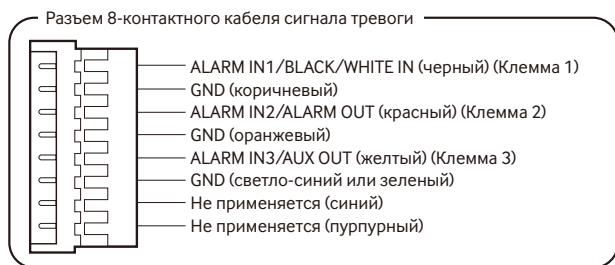 Разъем 8-контактного кабеля сигнала тревоги
ALARM IN1/BLACK/WHITE IN (черный) (Клемма 1)
GND (коричневый)
ALARM IN2/ALARM OUT (красный) (Клемма 2)
GND (оранжевый)
ALARM IN3/AUX OUT (желтый) (Клемма 3)
GND (светло-синий или зеленый)
Не применяется (синий)
Не применяется (пурпурный)